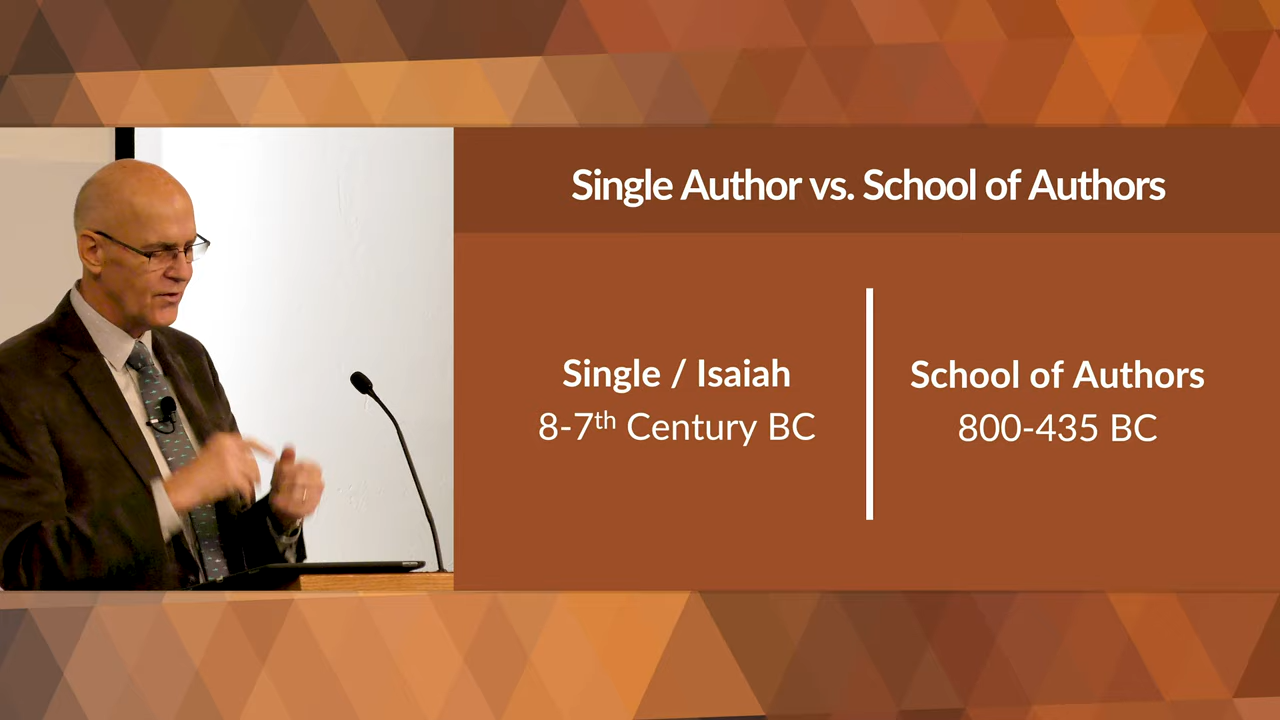 Single Author vs. School of Authors
Single / Isaiah
8-7th Century BC
School of Authors
800-435 BC